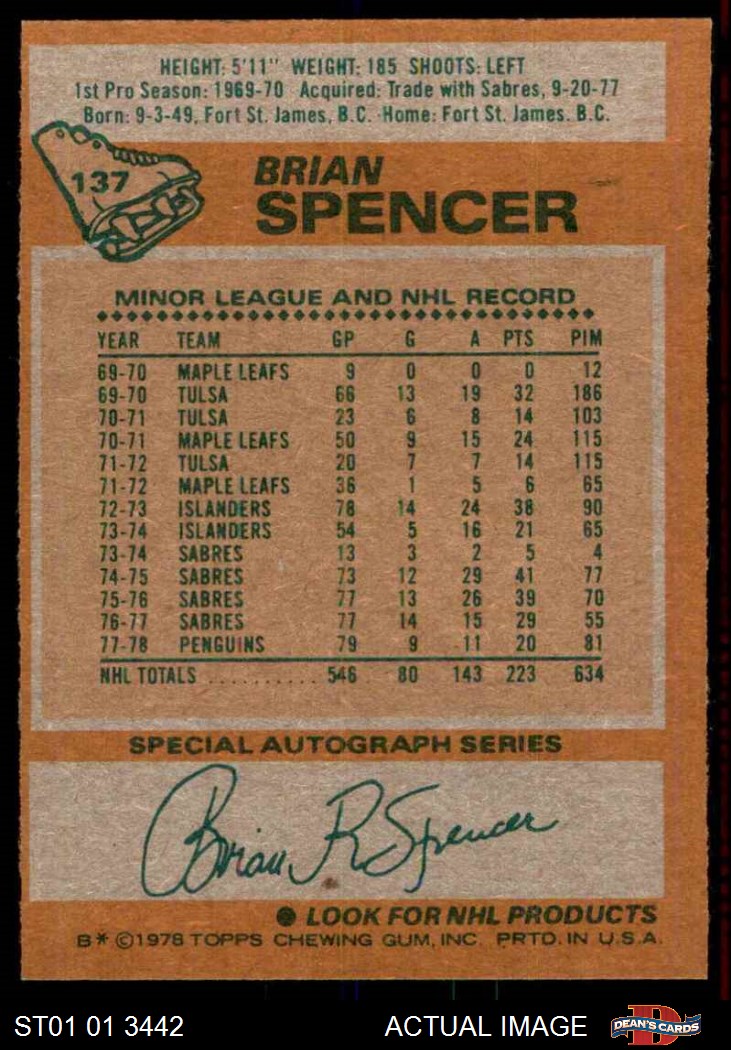 HEIGHT: 5'11" WEIGHT: 185 SHOOTS: LEFT
1st Pro Season: 1969-70 Acquired: Trade with Sabres, 9-20-77
Born: 9-3-49, Fort St. James, B.C. Home: Fort St. James. B.C.
137
BRIAN
SPENCER
MINOR LEAGUE AND NHL RECORD
YEAR TEAM GP G A PTS PIM
69-70 MAPLE LEAFS 9 0 0 0 12
69-70 TULSA 66 13 19 32 186
70-71 TULSA 23 6 8 14 103
70-71 MAPLE LEAFS 50 9 15 24 115
71-72 TULSA 20 7 7 14 115
71-72 MAPLE LEAFS 36 1 5 6 65
72-73 ISLANDERS 78 14 24 38 90
73-74 ISLANDERS 54 5 16 21 65
73-74 SABRES 13 3 2 5 4
74-75 SABRES 73 12 29 41 77
75-76 SABRES 77 13 26 39 70
76-77 SABRES 77 14 15 29 55
77-78 PENGUINS 79 9 11 20 81
NHL TOTALS .......... 546 80 143 223 634
SPECIAL AUTOGRAPH SERIES
Brian R Spencer
● LOOK FOR NHL PRODUCTS
B* ©1978 TOPPS CHEWING GUM, INC. PRTD. IN U.S.A.
ST01 01 3442 ACTUAL IMAGE DEAN'S CARDS